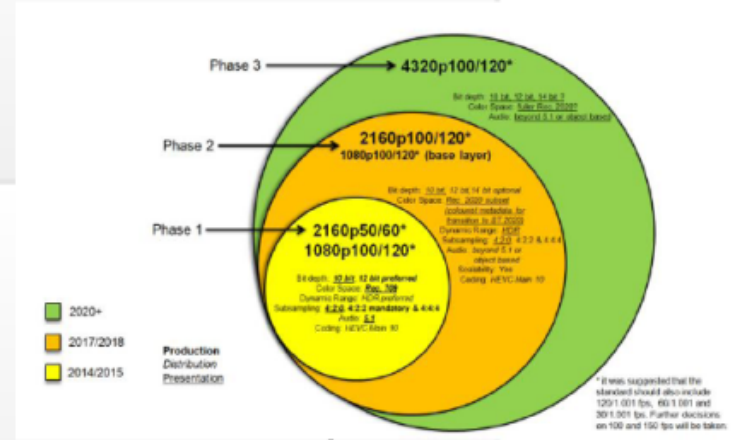 Phase 3
4320p100/120*
Bit depth: 10 bit, 12 bit, 14 bit ?
Color Space: fuller Rec. 2020?
Audio: beyond 5.1 or object based
Phase 2
2160p100/120*
1080p100/120* (base layer)
Bit depth: 10 bit, 12 bit, 14 bit optional
Color Space: Rec. 2020 subset
(colourist metadata for
transition to BT.2020)
Dynamic Range: HDR
Subsampling: 4:2:0, 4:2:2 & 4:4:4
Audio: beyond 5.1 or
object based
Scalability: Yes
Coding: HEVC Main 10
Phase 1
2160p50/60*
1080p100/120*
Bit depth: 10 bit, 12 bit preferred
Color Space: Rec. 709
Dynamic Range: HDR preferred
Subsampling: 4:2:0, 4:2:2 mandatory & 4:4:4
Audio: 5.1
Coding: HEVC Main 10
2020+
2017/2018
2014/2015
Production
Distribution
Presentation
* it was suggested that the
standard should also include
120/1.001 fps, 60/1.001 and
30/1.001 fps. Further decisions
on 100 and 150 fps will be taken